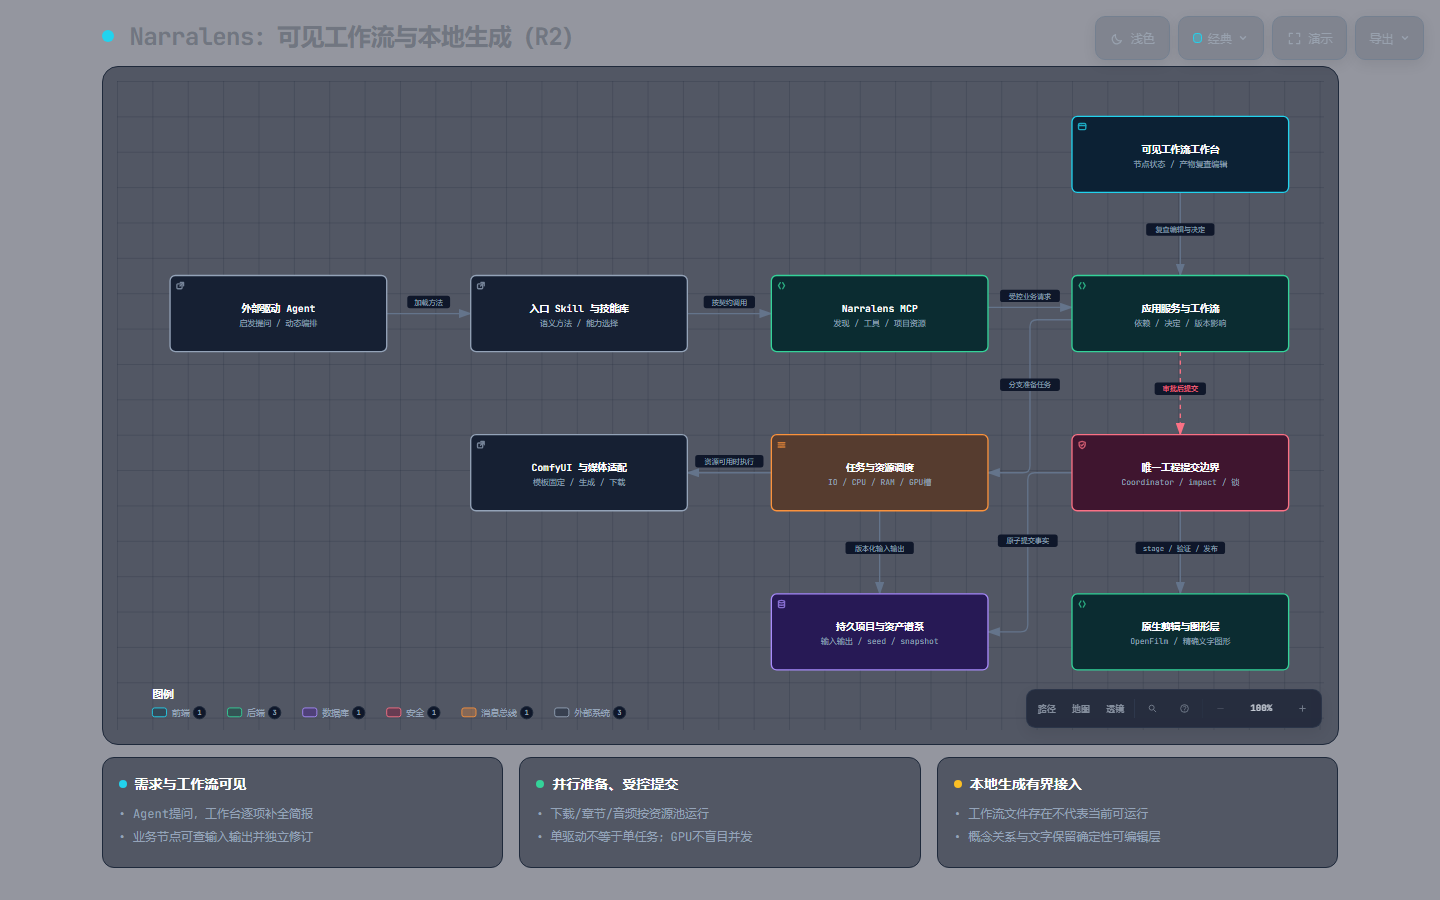 Narralens: 可见工作流与本地生成 (R2)
浅色
经典
演示
导出
可见工作流工作台
节点状态 / 产物复查编辑
复查编辑与决定
外部驱动 Agent
启发提问 / 动态编排
加载方法
入口 Skill 与技能库
语义方法 / 能力选择
按契约调用
Narralens MCP
发现 / 工具 / 项目资源
受控业务请求
应用服务与工作流
依赖 / 决定 / 版本影响
分支准备任务
审批后提交
ComfyUI 与媒体适配
模板固定 / 生成 / 下载
资源可用时执行
任务与资源调度
IO / CPU / RAM / GPU槽
唯一工程提交边界
Coordinator / impact / 锁
版本化输入输出
原子提交事实
stage / 验证 / 发布
持久项目与资产谱系
输入输出 / seed / snapshot
原生剪辑与图形层
OpenFilm / 精确文字图形
图例
前端 1
后端 3
数据库 1
安全 1
消息总线 1
外部系统 3
路径
地图
透镜
100%
需求与工作流可见
• Agent提问，工作台逐项补全简报
• 业务节点可查输入输出并独立修订
并行准备、受控提交
• 下载/章节/音频按资源池运行
• 单驱动不等于单任务；GPU不盲目并发
本地生成有界接入
• 工作流文件存在不代表当前可运行
• 概念关系与文字保留确定性可编辑层